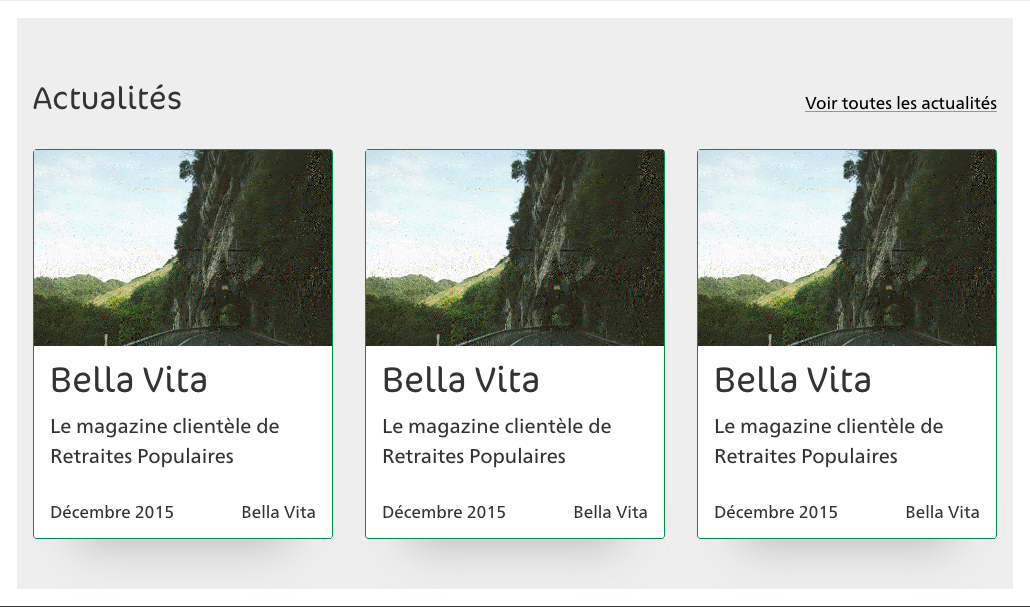 Actualités
Voir toutes les actualités
Bella Vita
Le magazine clientèle de
Retraites Populaires
Décembre 2015
Bella Vita
Bella Vita
Le magazine clientèle de
Retraites Populaires
Décembre 2015
Bella Vita
Bella Vita
Le magazine clientèle de
Retraites Populaires
Décembre 2015
Bella Vita